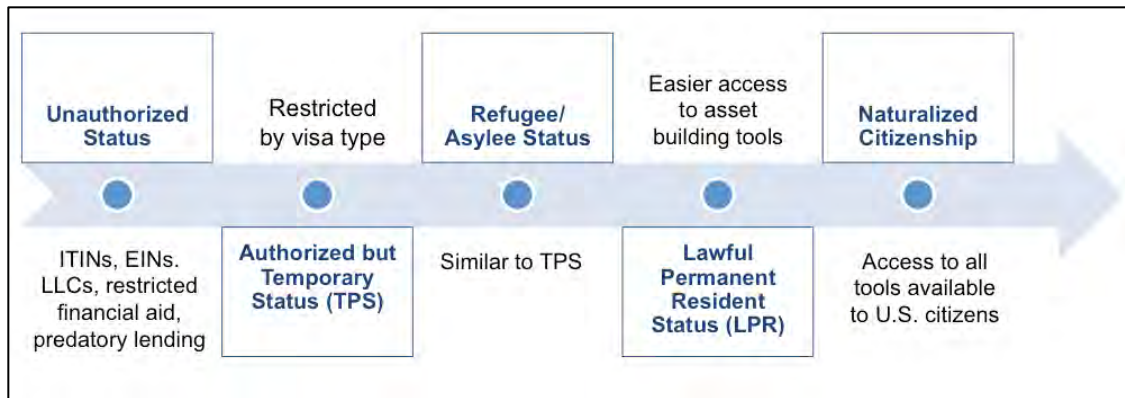 Unauthorized
Status
ITINs, EINs.
LLCs, restricted
financial aid,
predatory lending
Restricted
by visa type
Authorized but
Temporary
Status (TPS)
Refugee/
Asylee Status
Similar to TPS
Easier access
to asset
building tools
Lawful
Permanent
Resident
Status (LPR)
Naturalized
Citizenship
Access to all
tools available
to U.S. citizens